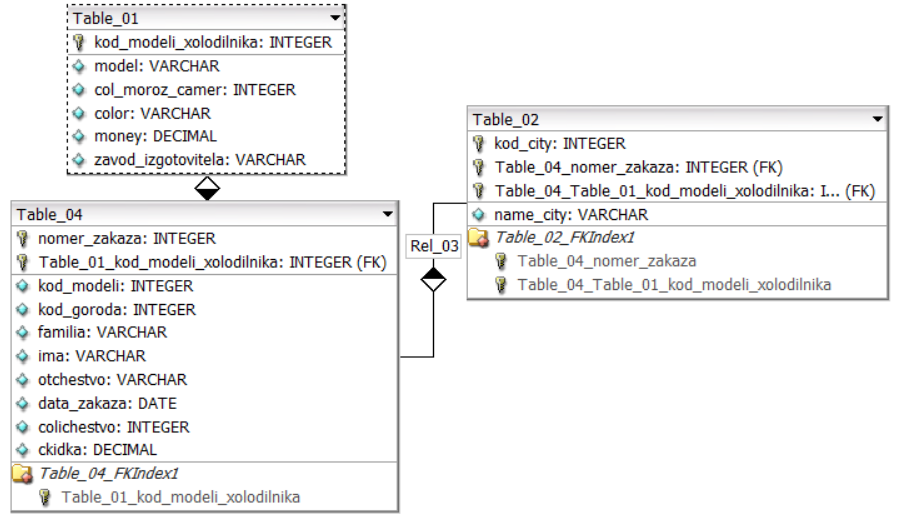 Table_01
kod_modeli_xolodilnika: INTEGER
model: VARCHAR
col_moroz_camer: INTEGER
color: VARCHAR
money: DECIMAL
zavod_izgotovitela: VARCHAR
Table_04
nomer_zakaza: INTEGER
Table_01_kod_modeli_xolodilnika: INTEGER (FK)
kod_modeli: INTEGER
kod_goroda: INTEGER
familia: VARCHAR
ima: VARCHAR
otchestvo: VARCHAR
data_zakaza: DATE
colichestvo: INTEGER
ckidka: DECIMAL
Table_04_FKIndex1
Table_01_kod_modeli_xolodilnika
Rel_03
Table_02
kod_city: INTEGER
Table_04_nomer_zakaza: INTEGER (FK)
Table_04_Table_01_kod_modeli_xolodilnika: I... (FK)
name_city: VARCHAR
Table_02_FKIndex1
Table_04_nomer_zakaza
Table_04_Table_01_kod_modeli_xolodilnika